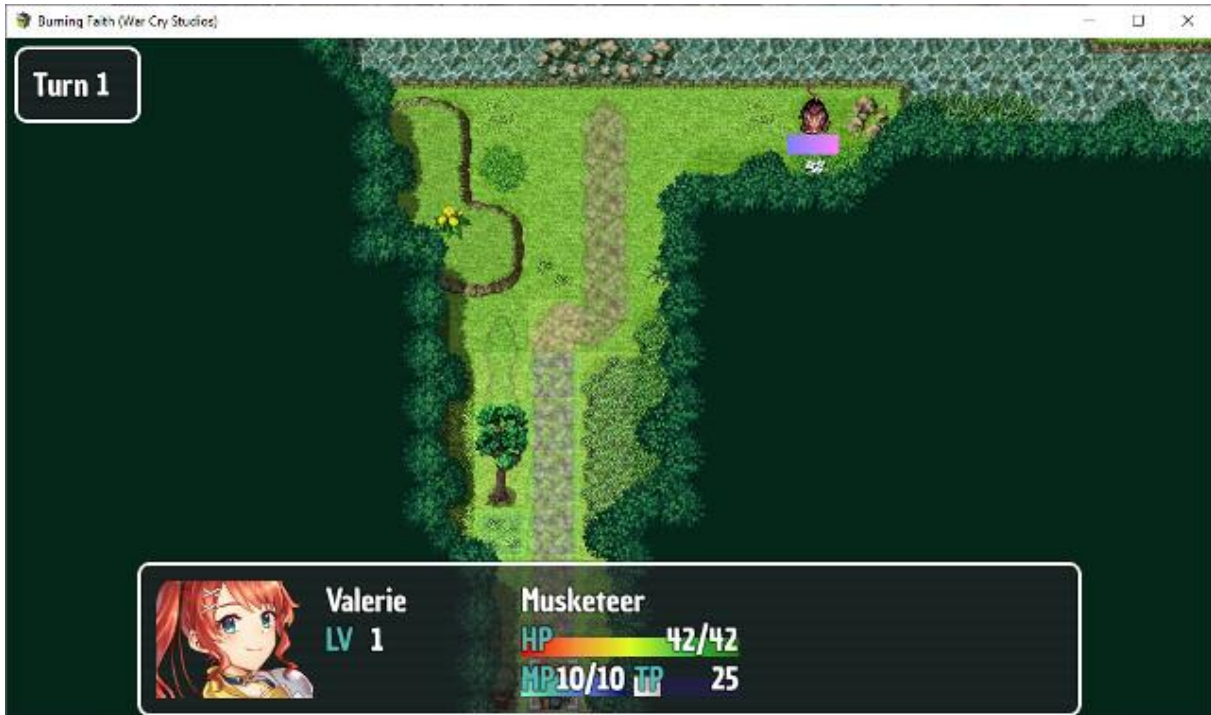 Burning Faith (War Cry Studios)
Turn 1
Valerie
Musketeer
LV 1
HP 42/42
MP 10/10 TP 25